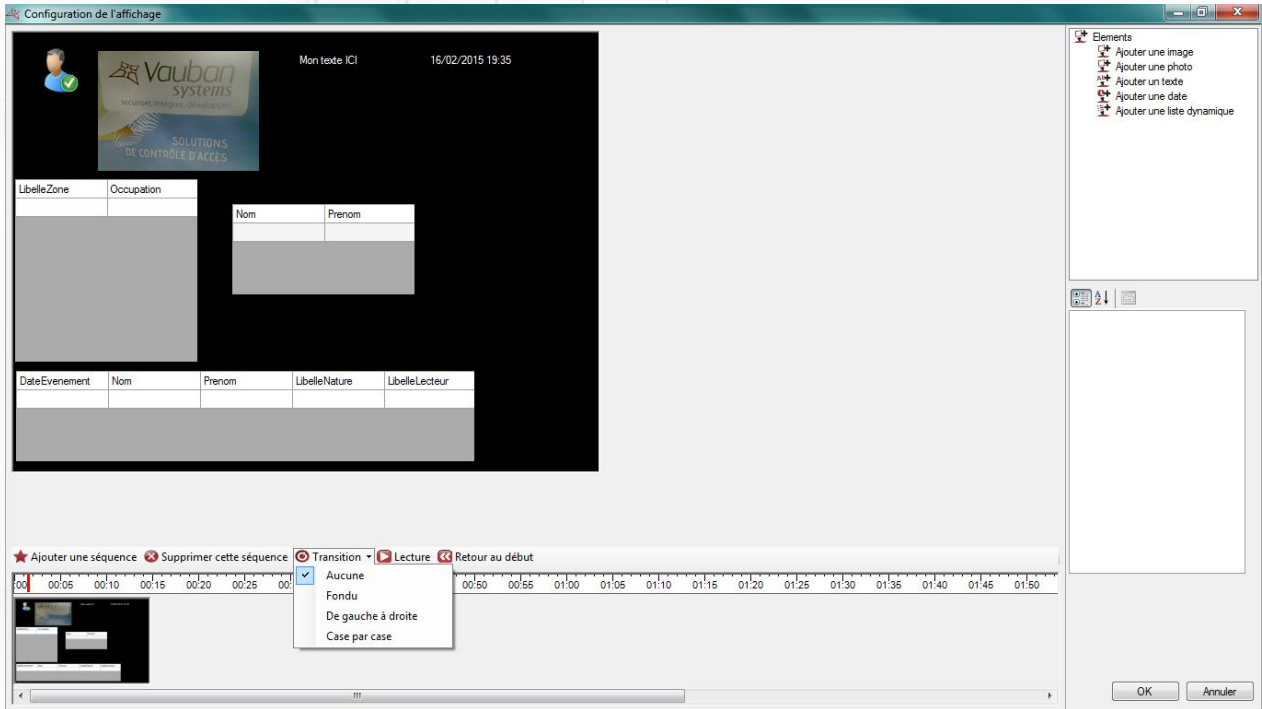 Configuration de l'affichage
Elements
Ajouter une image
Ajouter une photo
Ajouter un texte
Ajouter une date
Ajouter une liste dynamique
Mon texte ICI 16/02/2015 19:35
Vauban
systems
sécuriser, intégrer, développer
SOLUTIONS
DE CONTRÔLE D'ACCÈS
LibelleZone Occupation
Nom Prenom
DateEvenement Nom Prenom LibelleNature LibelleLecteur
Ajouter une séquence Supprimer cette séquence Transition Lecture Retour au début
:00 00:05 00:10 00:15 00:20 00:25 00: 00:50 00:55 01:00 01:05 01:10 01:15 01:20 01:25 01:30 01:35 01:40 01:45 01:50
Aucune
Fondu
De gauche à droite
Case par case
OK Annuler